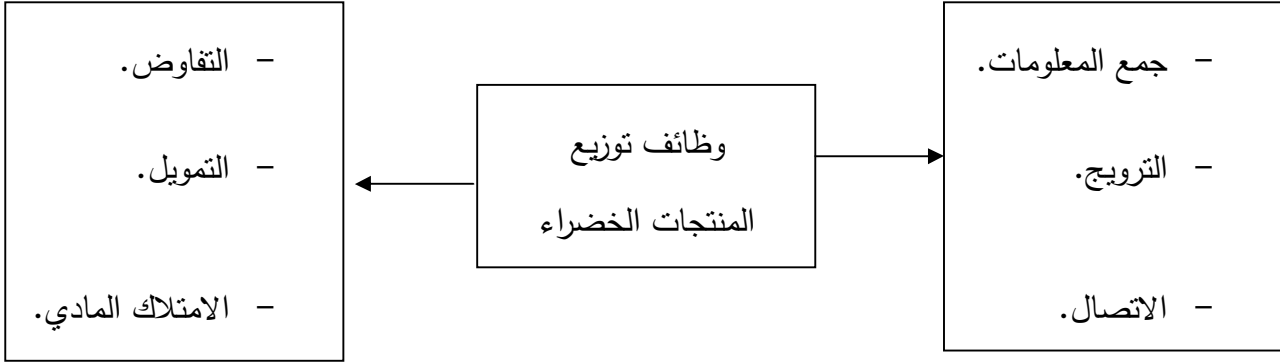 - جمع المعلومات.
- الترويج.
- الاتصال.
وظائف توزيع
المنتجات الخضراء
- التفاوض.
- التمويل.
- الامتلاك المادي.